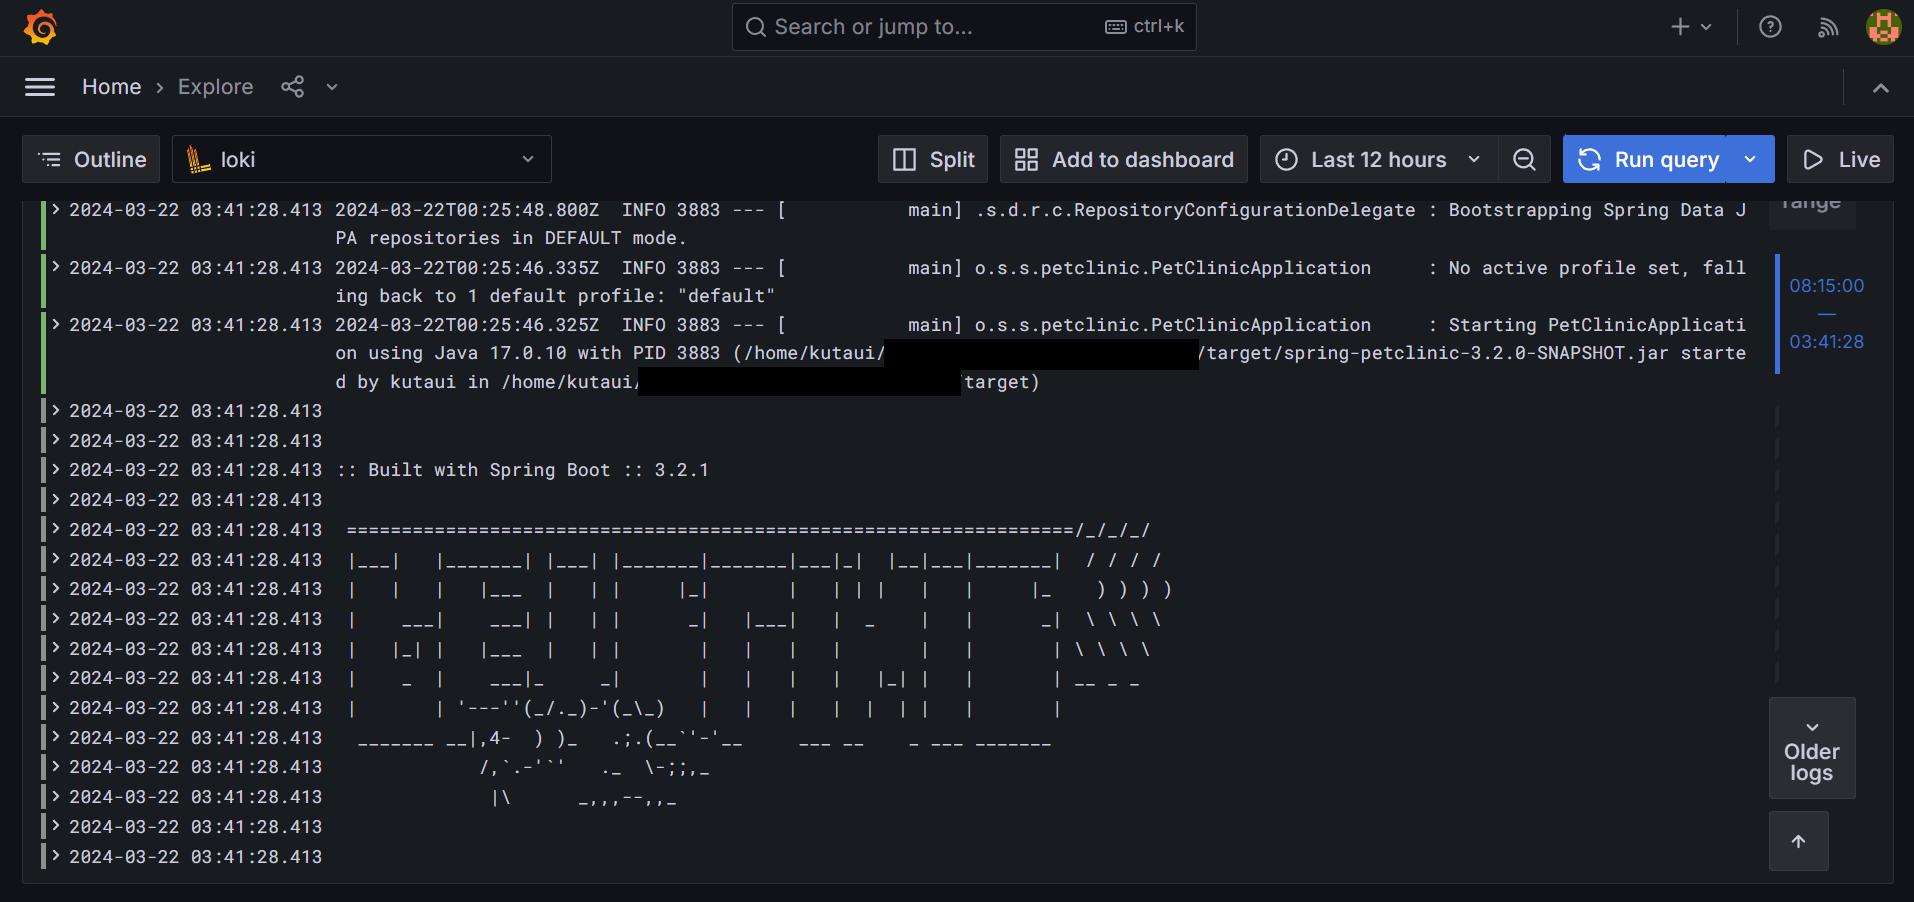 Search or jump to... ctrl+k
Home › Explore
Outline loki Split Add to dashboard Last 12 hours Run query Live
range
> 2024-03-22 03:41:28.413 2024-03-22T00:25:48.800Z  INFO 3883 --- [           main] .s.d.r.c.RepositoryConfigurationDelegate : Bootstrapping Spring Data J
PA repositories in DEFAULT mode.
> 2024-03-22 03:41:28.413 2024-03-22T00:25:46.335Z  INFO 3883 --- [           main] o.s.s.petclinic.PetClinicApplication     : No active profile set, fall
ing back to 1 default profile: "default"
> 2024-03-22 03:41:28.413 2024-03-22T00:25:46.325Z  INFO 3883 --- [           main] o.s.s.petclinic.PetClinicApplication     : Starting PetClinicApplicati
on using Java 17.0.10 with PID 3883 (/home/kutaui/ /target/spring-petclinic-3.2.0-SNAPSHOT.jar starte
d by kutaui in /home/kutaui/ target)
> 2024-03-22 03:41:28.413
> 2024-03-22 03:41:28.413
> 2024-03-22 03:41:28.413 :: Built with Spring Boot :: 3.2.1
> 2024-03-22 03:41:28.413
> 2024-03-22 03:41:28.413  ==================================================================/_/_/_/
> 2024-03-22 03:41:28.413  |___|   |_______| |___| |_______|_______|___|_|  |__|___|_______|  / / / /
> 2024-03-22 03:41:28.413  |   |   |   |___  |   | |     |_|       |   | | |   |   |     |_    ) ) ) )
> 2024-03-22 03:41:28.413  |    ___|    ___| |   | |      _|   |___|   |  _    |   |      _|  \ \ \ \
> 2024-03-22 03:41:28.413  |   |_| |   |___  |   | |       |   |   |   |       |   |       | \ \ \ \
> 2024-03-22 03:41:28.413  |    _  |    ___|_     _|       |   |   |   |   |_| |   |       | __ _ _
> 2024-03-22 03:41:28.413  |       | '---''(_/._)-'(_\_)   |   |   |   |  |  | |   |       |
> 2024-03-22 03:41:28.413   _______ __|,4-  ) )_   .;.(__`'-'__     ___ __    _ ___ _______
> 2024-03-22 03:41:28.413              /,`.-'`'   ._  \-;;,_
> 2024-03-22 03:41:28.413               |\      _,,,--,,_
> 2024-03-22 03:41:28.413
> 2024-03-22 03:41:28.413
08:15:00
—
03:41:28
Older
logs